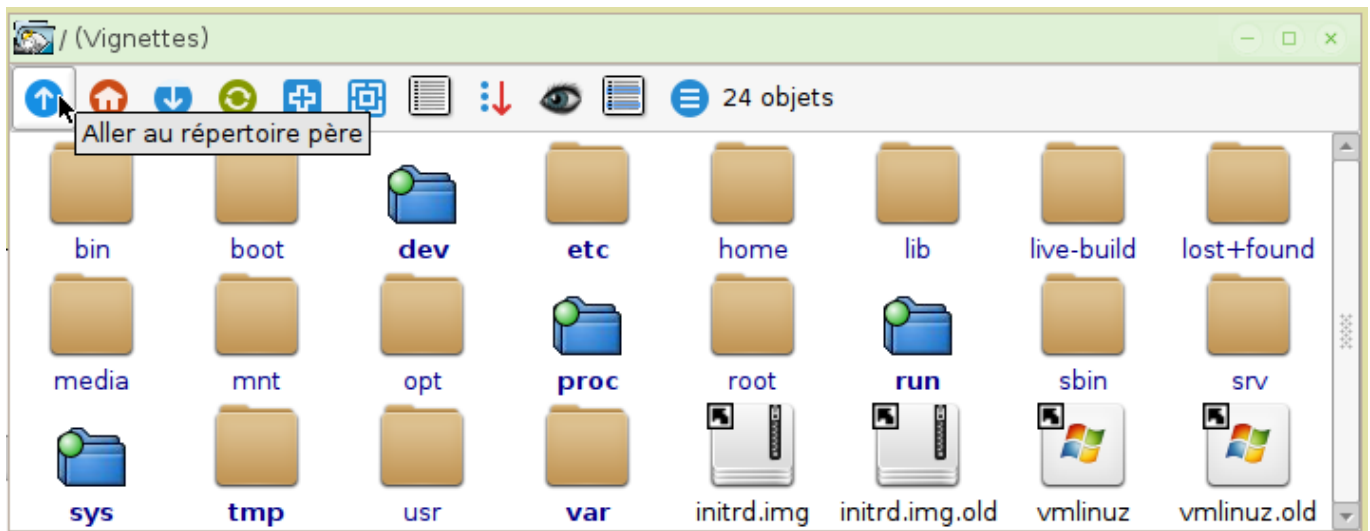 / (Vignettes)
24 objets
Aller au répertoire père
bin boot dev etc home lib live-build lost+found
media mnt opt proc root run sbin srv
sys tmp usr var initrd.img initrd.img.old vmlinuz vmlinuz.old